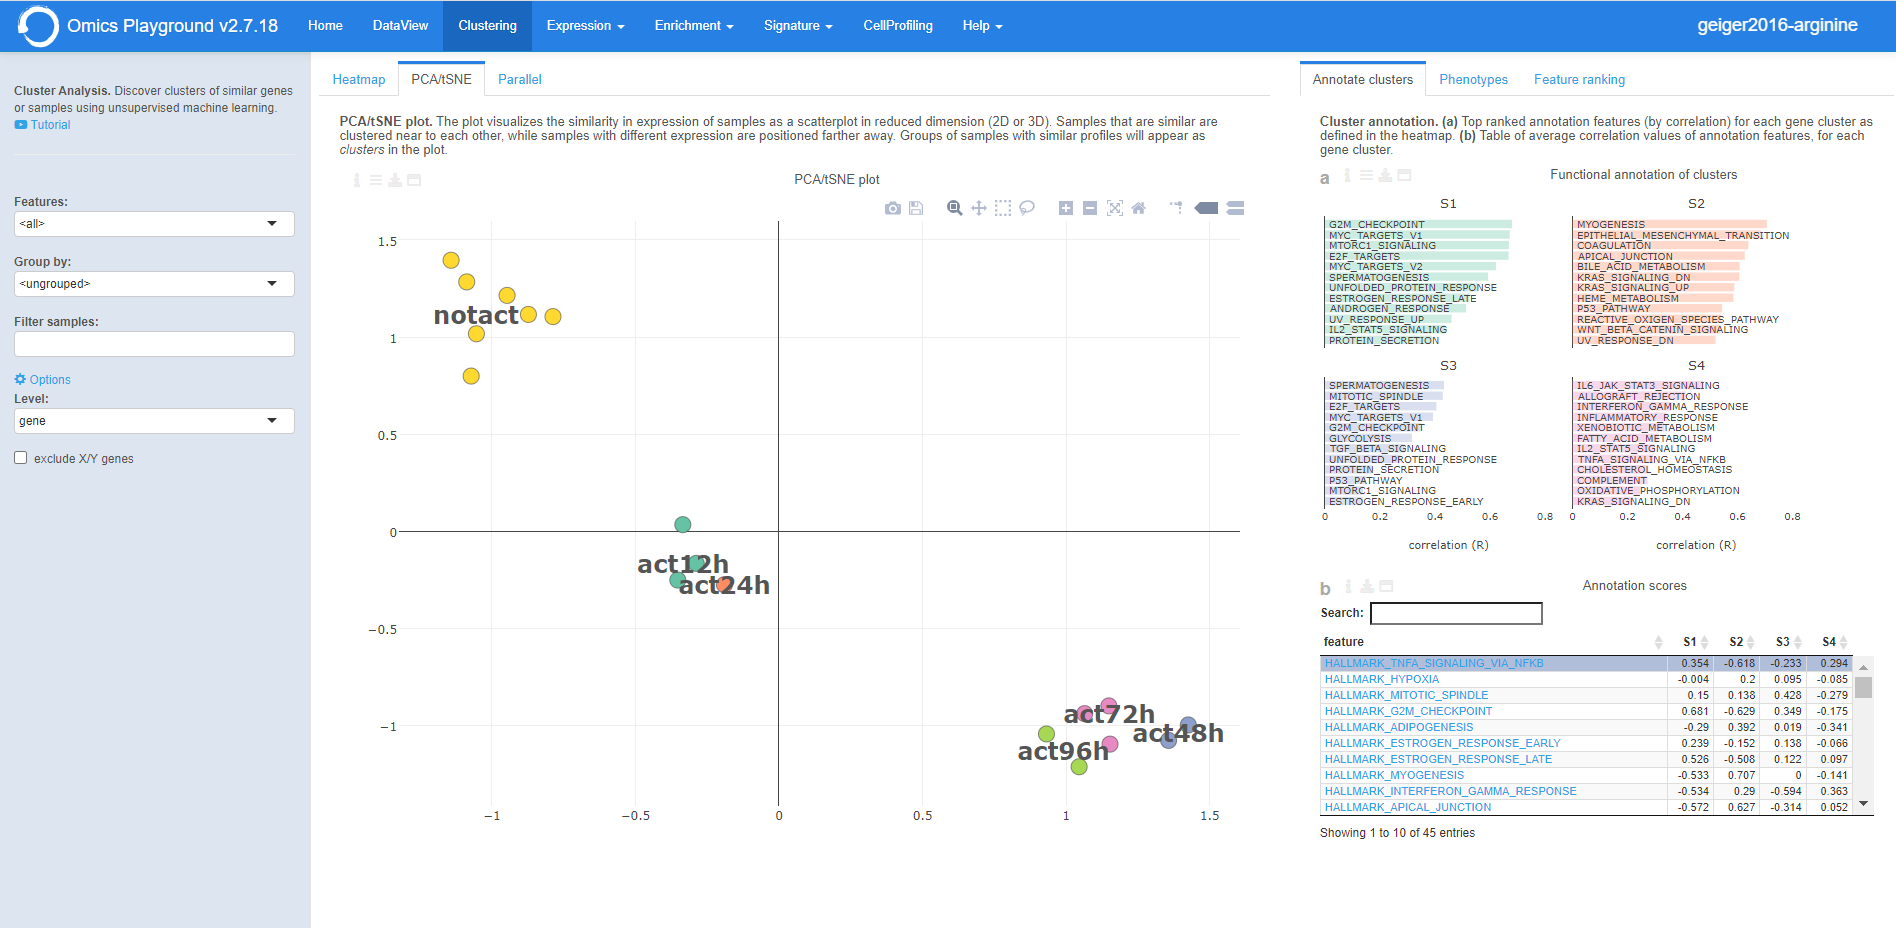 Omics Playground v2.7.18
Home
DataView
Clustering
Expression
Enrichment
Signature
CellProfiling
Help
geiger2016-arginine
Cluster Analysis. Discover clusters of similar genes
or samples using unsupervised machine learning.
Tutorial
Features:
<all>
Group by:
<ungrouped>
Filter samples:
Options
Level:
gene
exclude X/Y genes
Heatmap
PCA/tSNE
Parallel
PCA/tSNE plot. The plot visualizes the similarity in expression of samples as a scatterplot in reduced dimension (2D or 3D). Samples that are similar are
clustered near to each other, while samples with different expression are positioned farther away. Groups of samples with similar profiles will appear as
clusters in the plot.
PCA/tSNE plot
1.5
1
0.5
0
−0.5
−1
notact
act12h
act24h
act72h
act48h
act96h
−1
−0.5
0
0.5
1
1.5
Annotate clusters
Phenotypes
Feature ranking
Cluster annotation. (a) Top ranked annotation features (by correlation) for each gene cluster as
defined in the heatmap. (b) Table of average correlation values of annotation features, for each
gene cluster.
a
Functional annotation of clusters
S1
G2M_CHECKPOINT
MYC_TARGETS_V1
MTORC1_SIGNALING
E2F_TARGETS
MYC_TARGETS_V2
SPERMATOGENESIS
UNFOLDED_PROTEIN_RESPONSE
ESTROGEN_RESPONSE_LATE
ANDROGEN_RESPONSE
UV_RESPONSE_UP
IL2_STAT5_SIGNALING
PROTEIN_SECRETION
S2
MYOGENESIS
EPITHELIAL_MESENCHYMAL_TRANSITION
COAGULATION
APICAL_JUNCTION
BILE_ACID_METABOLISM
KRAS_SIGNALING_DN
KRAS_SIGNALING_UP
HEME_METABOLISM
P53_PATHWAY
REACTIVE_OXIGEN_SPECIES_PATHWAY
WNT_BETA_CATENIN_SIGNALING
UV_RESPONSE_DN
S3
SPERMATOGENESIS
MITOTIC_SPINDLE
E2F_TARGETS
MYC_TARGETS_V1
G2M_CHECKPOINT
GLYCOLYSIS
TGF_BETA_SIGNALING
UNFOLDED_PROTEIN_RESPONSE
PROTEIN_SECRETION
P53_PATHWAY
MTORC1_SIGNALING
ESTROGEN_RESPONSE_EARLY
0 0.2 0.4 0.6 0.8
correlation (R)
S4
IL6_JAK_STAT3_SIGNALING
ALLOGRAFT_REJECTION
INTERFERON_GAMMA_RESPONSE
INFLAMMATORY_RESPONSE
XENOBIOTIC_METABOLISM
FATTY_ACID_METABOLISM
IL2_STAT5_SIGNALING
TNFA_SIGNALING_VIA_NFKB
CHOLESTEROL_HOMEOSTASIS
COMPLEMENT
OXIDATIVE_PHOSPHORYLATION
KRAS_SIGNALING_DN
0 0.2 0.4 0.6 0.8
correlation (R)
b
Annotation scores
Search:
feature S1 S2 S3 S4
HALLMARK_TNFA_SIGNALING_VIA_NFKB 0.354 -0.618 -0.233 0.294
HALLMARK_HYPOXIA -0.004 0.2 0.095 -0.085
HALLMARK_MITOTIC_SPINDLE 0.15 0.138 0.428 -0.279
HALLMARK_G2M_CHECKPOINT 0.681 -0.629 0.349 -0.175
HALLMARK_ADIPOGENESIS -0.29 0.392 0.019 -0.341
HALLMARK_ESTROGEN_RESPONSE_EARLY 0.239 -0.152 0.138 -0.066
HALLMARK_ESTROGEN_RESPONSE_LATE 0.526 -0.508 0.122 0.097
HALLMARK_MYOGENESIS -0.533 0.707 0 -0.141
HALLMARK_INTERFERON_GAMMA_RESPONSE -0.534 0.29 -0.594 0.363
HALLMARK_APICAL_JUNCTION -0.572 0.627 -0.314 0.052
Showing 1 to 10 of 45 entries